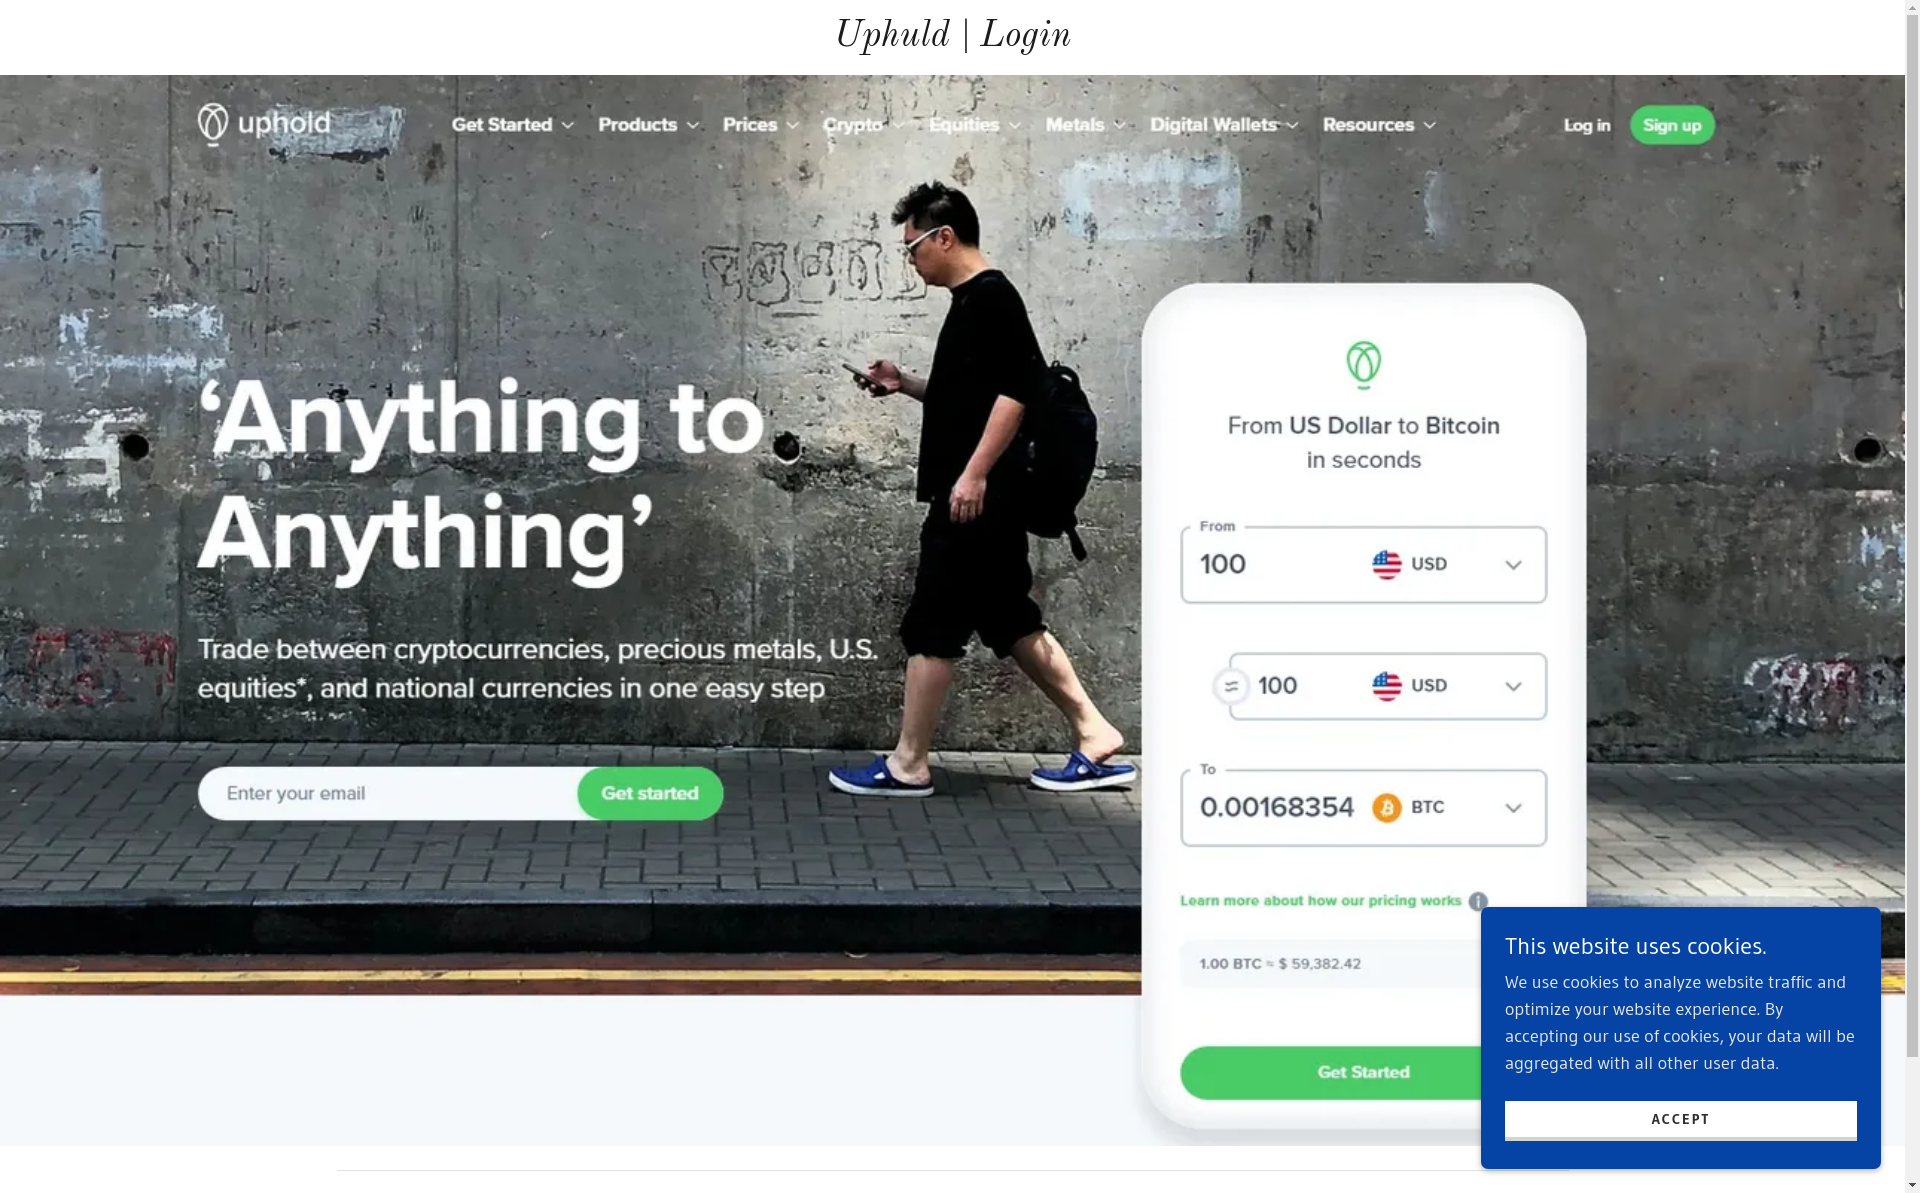 Uphuld | Login
uphold
Get Started Products Prices Crypto Equities Metals Digital Wallets Resources Log in Sign up
‘Anything to
Anything’
Trade between cryptocurrencies, precious metals, U.S.
equities*, and national currencies in one easy step
Enter your email Get started
From US Dollar to Bitcoin
in seconds
From
100 USD
≈ 100 USD
To
0.00168354 BTC
Learn more about how our pricing works
1.00 BTC ≈ $ 59,382.42
Get Started
This website uses cookies.
We use cookies to analyze website traffic and
optimize your website experience. By
accepting our use of cookies, your data will be
aggregated with all other user data.
ACCEPT